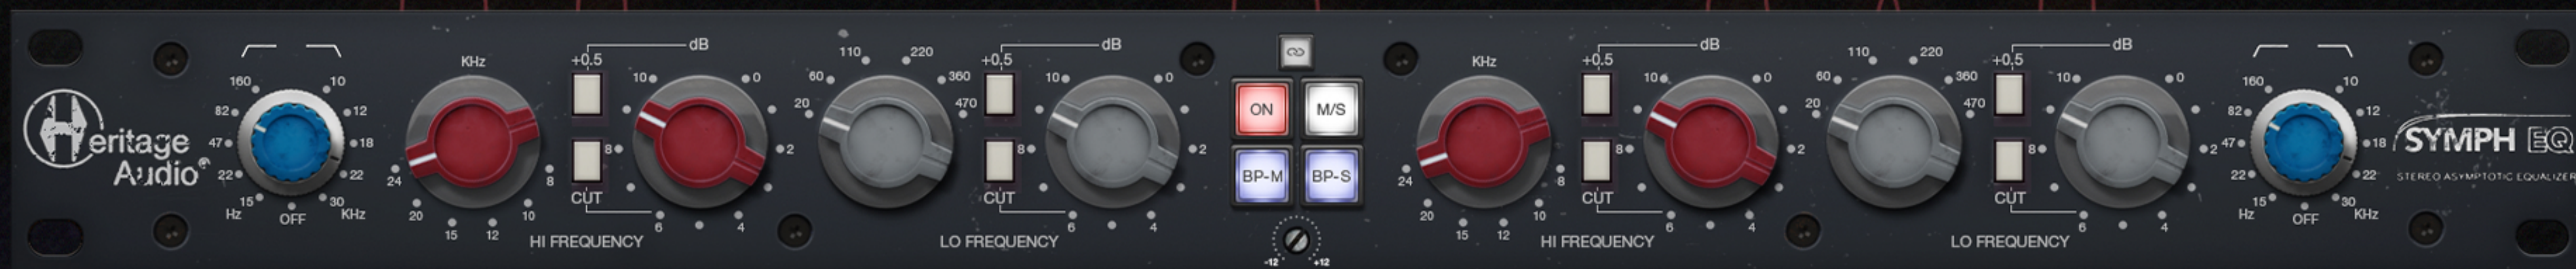 Heritage
Audio®
160
82
47
22
15
Hz
OFF
10
12
18
22
30
KHz
KHz
24
20
15
12
10
8
HI FREQUENCY
+0.5
CUT
dB
10
0
8
2
6
4
20
60
110
220
360
470
LO FREQUENCY
+0.5
CUT
dB
10
0
8
2
6
4
ON
M/S
BP-M
BP-S
-12
+12
KHz
24
20
15
12
10
8
HI FREQUENCY
+0.5
CUT
dB
10
0
8
2
6
4
20
60
110
220
360
470
LO FREQUENCY
+0.5
CUT
dB
10
0
8
2
6
4
160
82
47
22
15
Hz
OFF
10
12
18
22
30
KHz
SYMPH EQ
STEREO ASYMPTOTIC EQUALIZER